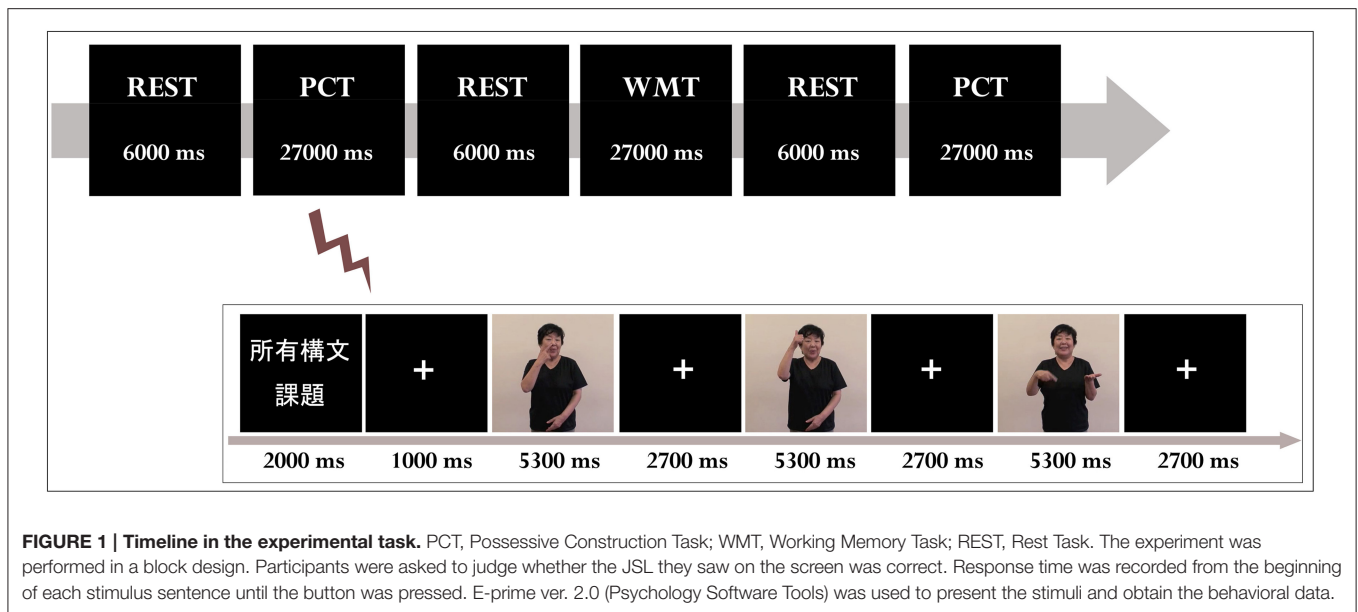 REST
6000 ms
PCT
27000 ms
REST
6000 ms
WMT
27000 ms
REST
6000 ms
PCT
27000 ms
所有構文
課題
+
+
+
+
2000 ms
1000 ms
5300 ms
2700 ms
5300 ms
2700 ms
5300 ms
2700 ms
FIGURE 1 | Timeline in the experimental task. PCT, Possessive Construction Task; WMT, Working Memory Task; REST, Rest Task. The experiment was
performed in a block design. Participants were asked to judge whether the JSL they saw on the screen was correct. Response time was recorded from the beginning
of each stimulus sentence until the button was pressed. E-prime ver. 2.0 (Psychology Software Tools) was used to present the stimuli and obtain the behavioral data.